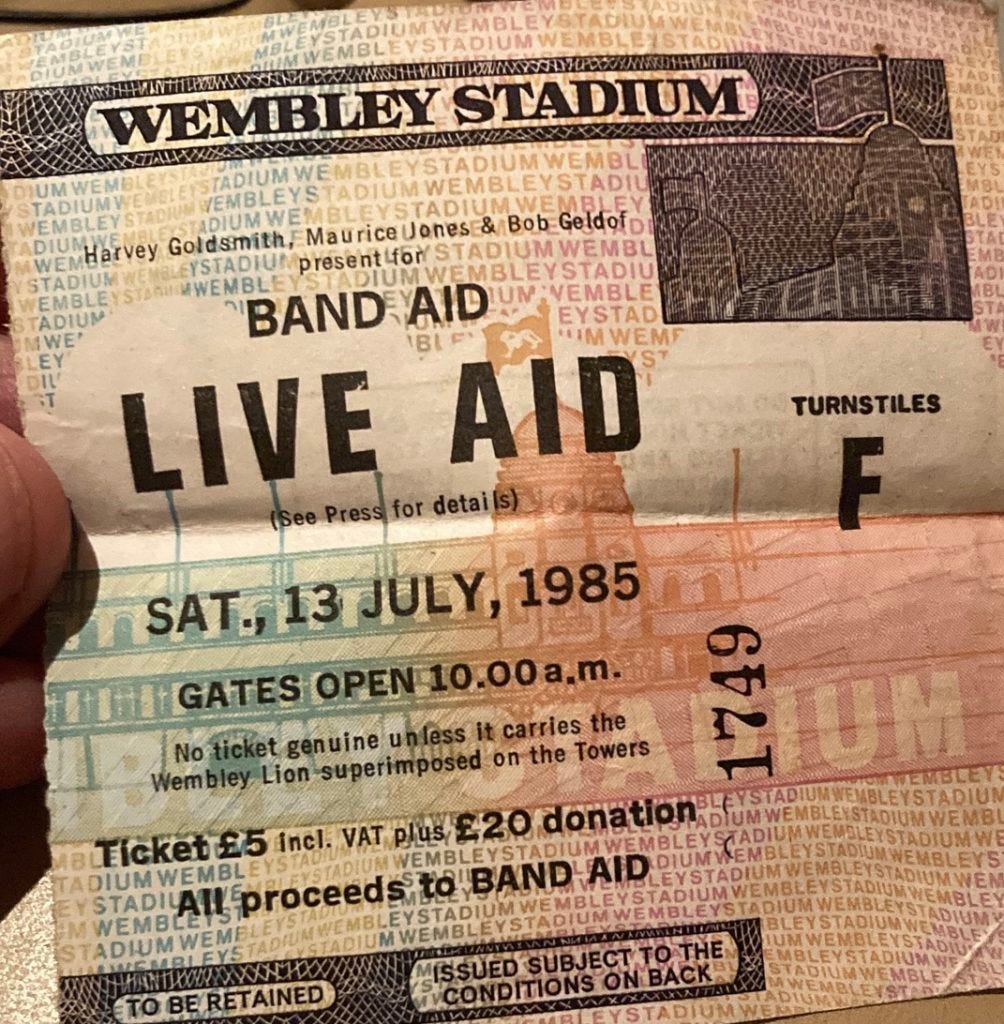 WEMBLEY STADIUM
Harvey Goldsmith, Maurice Jones & Bob Geldof
present for
BAND AID
LIVE AID
(See Press for details)
TURNSTILES
F
SAT., 13 JULY, 1985
GATES OPEN 10.00 a.m.
1749
No ticket genuine unless it carries the
Wembley Lion superimposed on the Towers
Ticket £5 incl. VAT plus £20 donation
All proceeds to BAND AID
TO BE RETAINED
ISSUED SUBJECT TO THE
CONDITIONS ON BACK